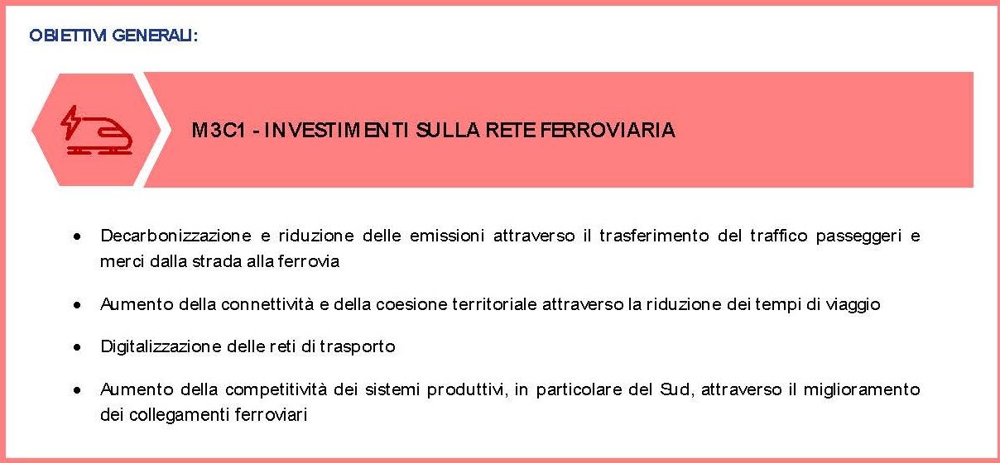 OBIETTIVI GENERALI:
M3C1 - INVESTIMENTI SULLA RETE FERROVIARIA
• Decarbonizzazione e riduzione delle emissioni attraverso il trasferimento del traffico passeggeri e
merci dalla strada alla ferrovia
• Aumento della connettività e della coesione territoriale attraverso la riduzione dei tempi di viaggio
• Digitalizzazione delle reti di trasporto
• Aumento della competitività dei sistemi produttivi, in particolare del Sud, attraverso il miglioramento
dei collegamenti ferroviari